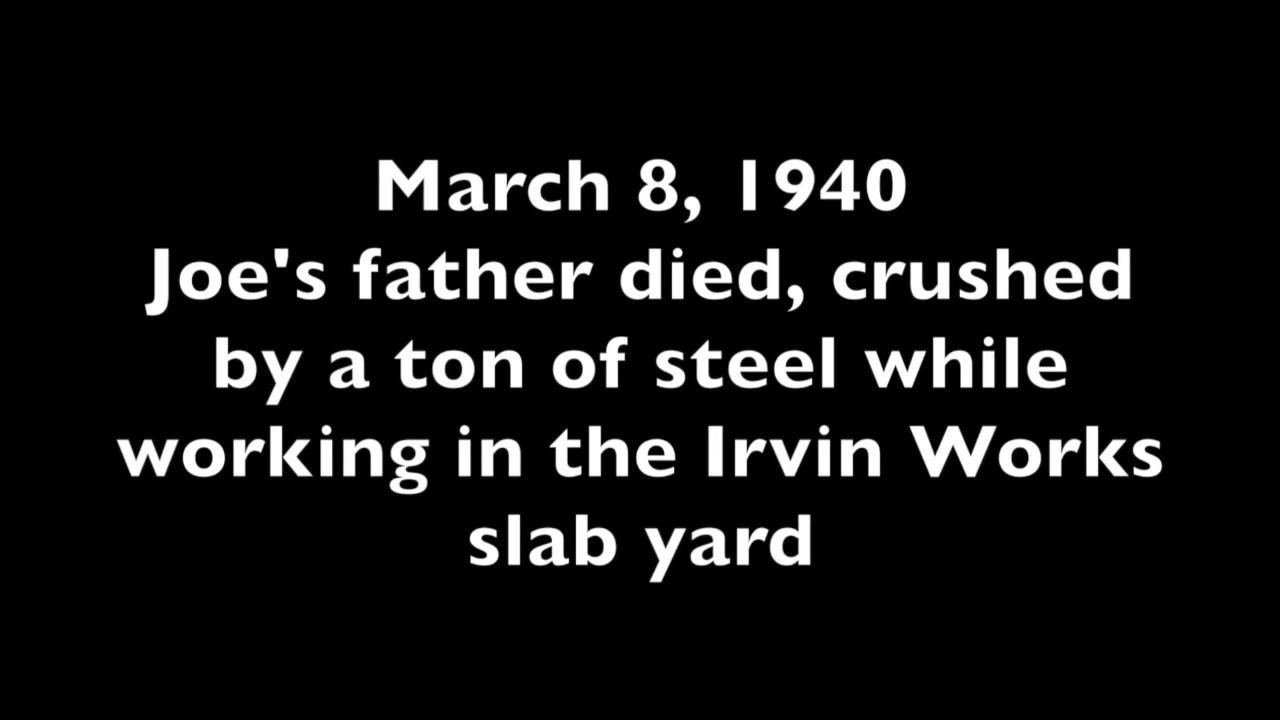 March 8, 1940
Joe's father died, crushed
by a ton of steel while
working in the Irvin Works
slab yard